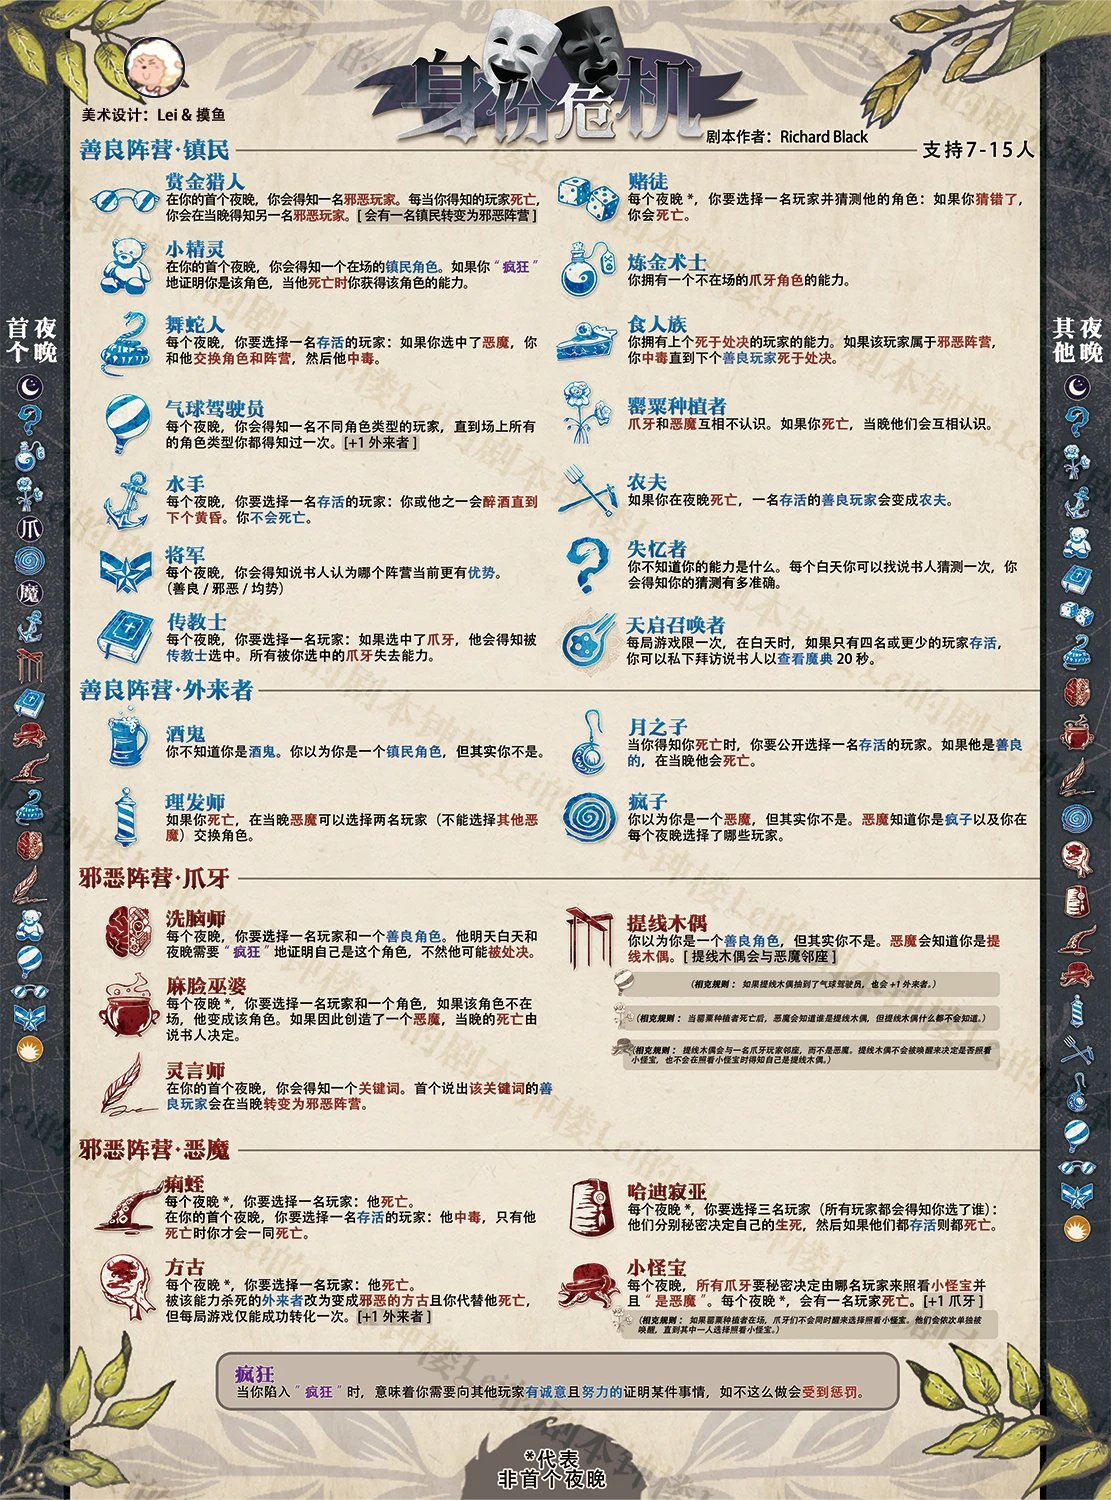 身份危机
美术设计：Lei & 摸鱼
剧本作者：Richard Black
支持7-15人
善良阵营·镇民
赏金猎人
在你的首个夜晚，你会得知一名邪恶玩家。每当你得知的玩家死亡，
你会在当晚得知另一名邪恶玩家。[会有一名镇民转变为邪恶阵营]
小精灵
在你的首个夜晚，你会得知一个在场的镇民角色。如果你“疯狂”
地证明你是该角色，当他死亡时你获得该角色的能力。
舞蛇人
每个夜晚，你要选择一名存活的玩家：如果你选中了恶魔，你
和他交换角色和阵营，然后他中毒。
气球驾驶员
每个夜晚，你会得知一名不同角色类型的玩家，直到场上所有
的角色类型你都得知过一次。[+1 外来者]
水手
每个夜晚，你要选择一名存活的玩家：你或他之一会醉酒直到
下个黄昏。你不会死亡。
将军
每个夜晚，你会得知说书人认为哪个阵营当前更有优势。
（善良 / 邪恶 / 均势）
传教士
每个夜晚，你要选择一名玩家：如果选中了爪牙，他会得知被
传教士选中。所有被你选中的爪牙失去能力。
赌徒
每个夜晚 *，你要选择一名玩家并猜测他的角色：如果你猜错了，
你会死亡。
炼金术士
你拥有一个不在场的爪牙角色的能力。
食人族
你拥有上个死于处决的玩家的能力。如果该玩家属于邪恶阵营，
你中毒直到下个善良玩家死于处决。
罂粟种植者
爪牙和恶魔互相不认识。如果你死亡，当晚他们会互相认识。
农夫
如果你在夜晚死亡，一名存活的善良玩家会变成农夫。
失忆者
你不知道你的能力是什么。每个白天你可以找说书人猜测一次，你
会得知你的猜测有多准确。
天启召唤者
每局游戏限一次，在白天时，如果只有四名或更少的玩家存活，
你可以私下拜访说书人以查看魔典 20 秒。
善良阵营·外来者
酒鬼
你不知道你是酒鬼。你以为你是一个镇民角色，但其实你不是。
理发师
如果你死亡，在当晚恶魔可以选择两名玩家（不能选择其他恶
魔）交换角色。
月之子
当你得知你死亡时，你要公开选择一名存活的玩家。如果他是善良
的，在当晚他会死亡。
疯子
你以为你是一个恶魔，但其实你不是。恶魔知道你是疯子以及你在
每个夜晚选择了哪些玩家。
邪恶阵营·爪牙
洗脑师
每个夜晚，你要选择一名玩家和一个善良角色。他明天白天和
夜晚需要“疯狂”地证明自己是这个角色，不然他可能被处决。
麻脸巫婆
每个夜晚 *，你要选择一名玩家和一个角色，如果该角色不在
场，他变成该角色。如果因此创造了一个恶魔，当晚的死亡由
说书人决定。
灵言师
在你的首个夜晚，你会得知一个关键词。首个说出该关键词的善
良玩家会在当晚转变为邪恶阵营。
提线木偶
你以为你是一个善良角色，但其实你不是。恶魔会知道你是提
线木偶。[提线木偶会与恶魔邻座]
（相克规则：如果提线木偶抽到了气球驾驶员，也会 +1 外来者。）
（相克规则：当罂粟种植者死亡后，恶魔会知道谁是提线木偶，但提线木偶什么都不会知道。）
（相克规则：提线木偶会与一名爪牙玩家邻座，而不是恶魔。提线木偶不会被唤醒来决定是否照看
小怪宝，也不会在照看小怪宝时得知自己是提线木偶。）
邪恶阵营·恶魔
痢蛭
每个夜晚 *，你要选择一名玩家：他死亡。
在你的首个夜晚，你要选择一名存活的玩家：他中毒，只有他
死亡时你才会一同死亡。
方古
每个夜晚 *，你要选择一名玩家：他死亡。
被该能力杀死的外来者改为变成邪恶的方古且你代替他死亡，
但每局游戏仅能成功转化一次。[+1 外来者]
哈迪寂亚
每个夜晚 *，你要选择三名玩家（所有玩家都会得知你选了谁）：
他们分别秘密决定自己的生死，然后如果他们都存活则都死亡。
小怪宝
每个夜晚，所有爪牙要秘密决定由哪名玩家来照看小怪宝并
且“是恶魔”。每个夜晚 *，会有一名玩家死亡。[+1 爪牙]
（相克规则：如果罂粟种植者在场，爪牙们不会同时醒来选择照看小怪宝。他们会依次单独被
唤醒，直到其中一人选择照看小怪宝。）
疯狂
当你陷入“疯狂”时，意味着你需要向其他玩家有诚意且努力的证明某件事情，如不这么做会受到惩罚。
*代表
非首个夜晚
首个
夜晚
爪
魔
其他
夜晚